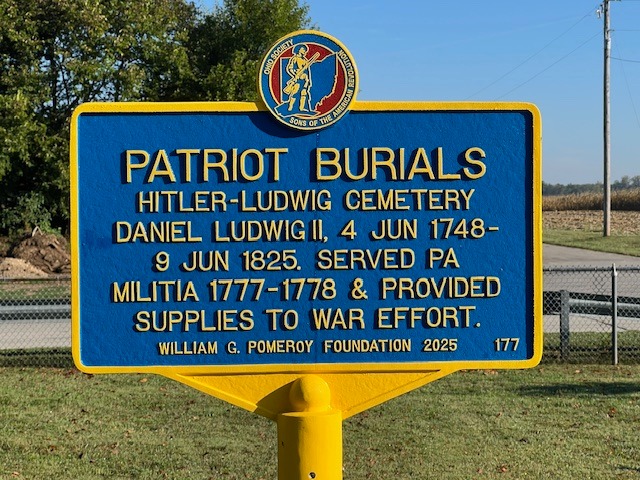 OHIO SOCIETY
SONS OF THE AMERICAN REVOLUTION
PATRIOT BURIALS
HITLER-LUDWIG CEMETERY
DANIEL LUDWIG II, 4 JUN 1748-
9 JUN 1825. SERVED PA
MILITIA 1777-1778 & PROVIDED
SUPPLIES TO WAR EFFORT.
WILLIAM G. POMEROY FOUNDATION 2025 177